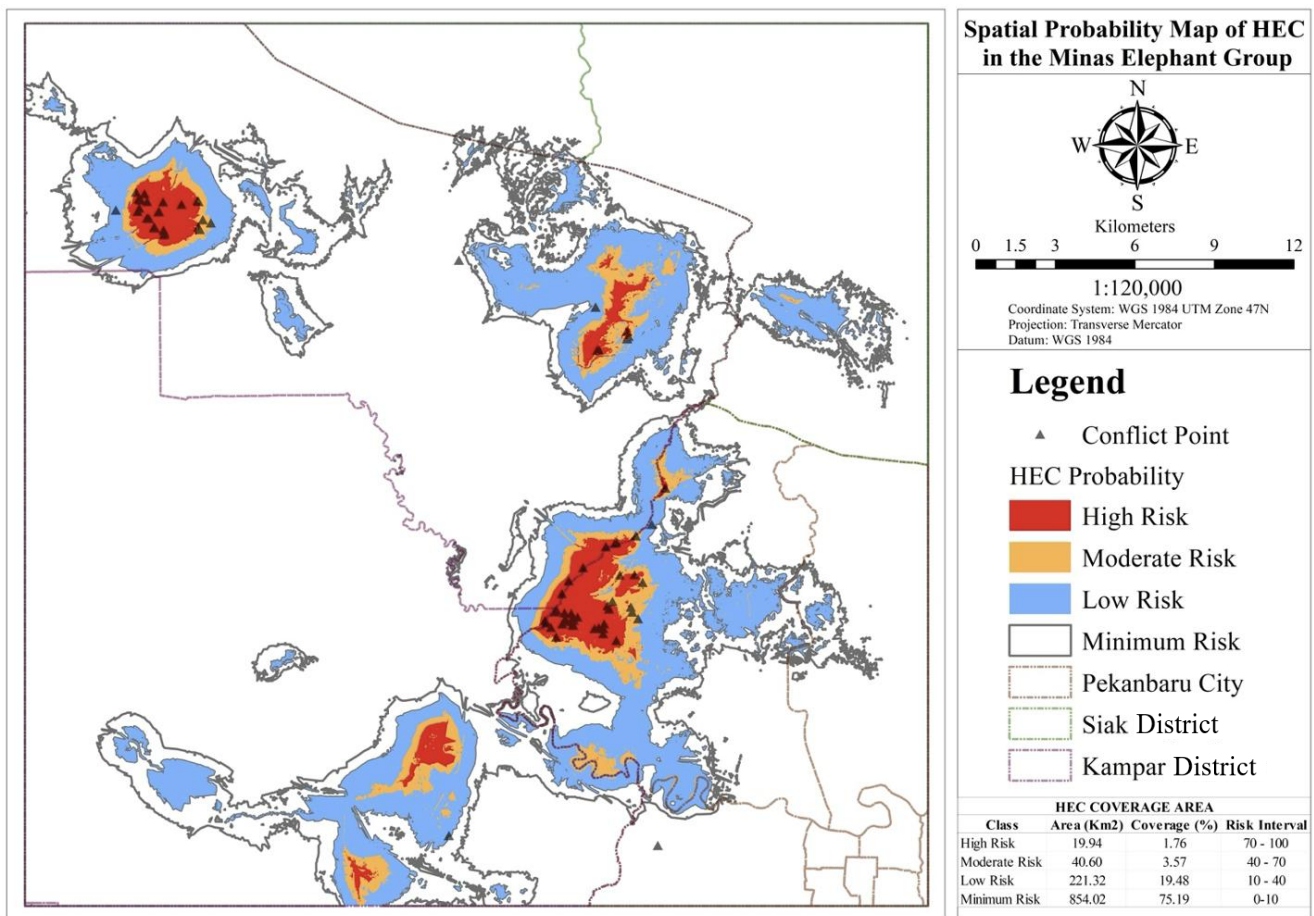 Spatial Probability Map of HEC
in the Minas Elephant Group
N
W E
S
Kilometers
0 1.5 3 6 9 12
1:120,000
Coordinate System: WGS 1984 UTM Zone 47N
Projection: Transverse Mercator
Datum: WGS 1984
Legend
Conflict Point
HEC Probability
High Risk
Moderate Risk
Low Risk
Minimum Risk
Pekanbaru City
Siak District
Kampar District
HEC COVERAGE AREA
Class Area (Km2) Coverage (%) Risk Interval
High Risk 19.94 1.76 70 - 100
Moderate Risk 40.60 3.57 40 - 70
Low Risk 221.32 19.48 10 - 40
Minimum Risk 854.02 75.19 0-10